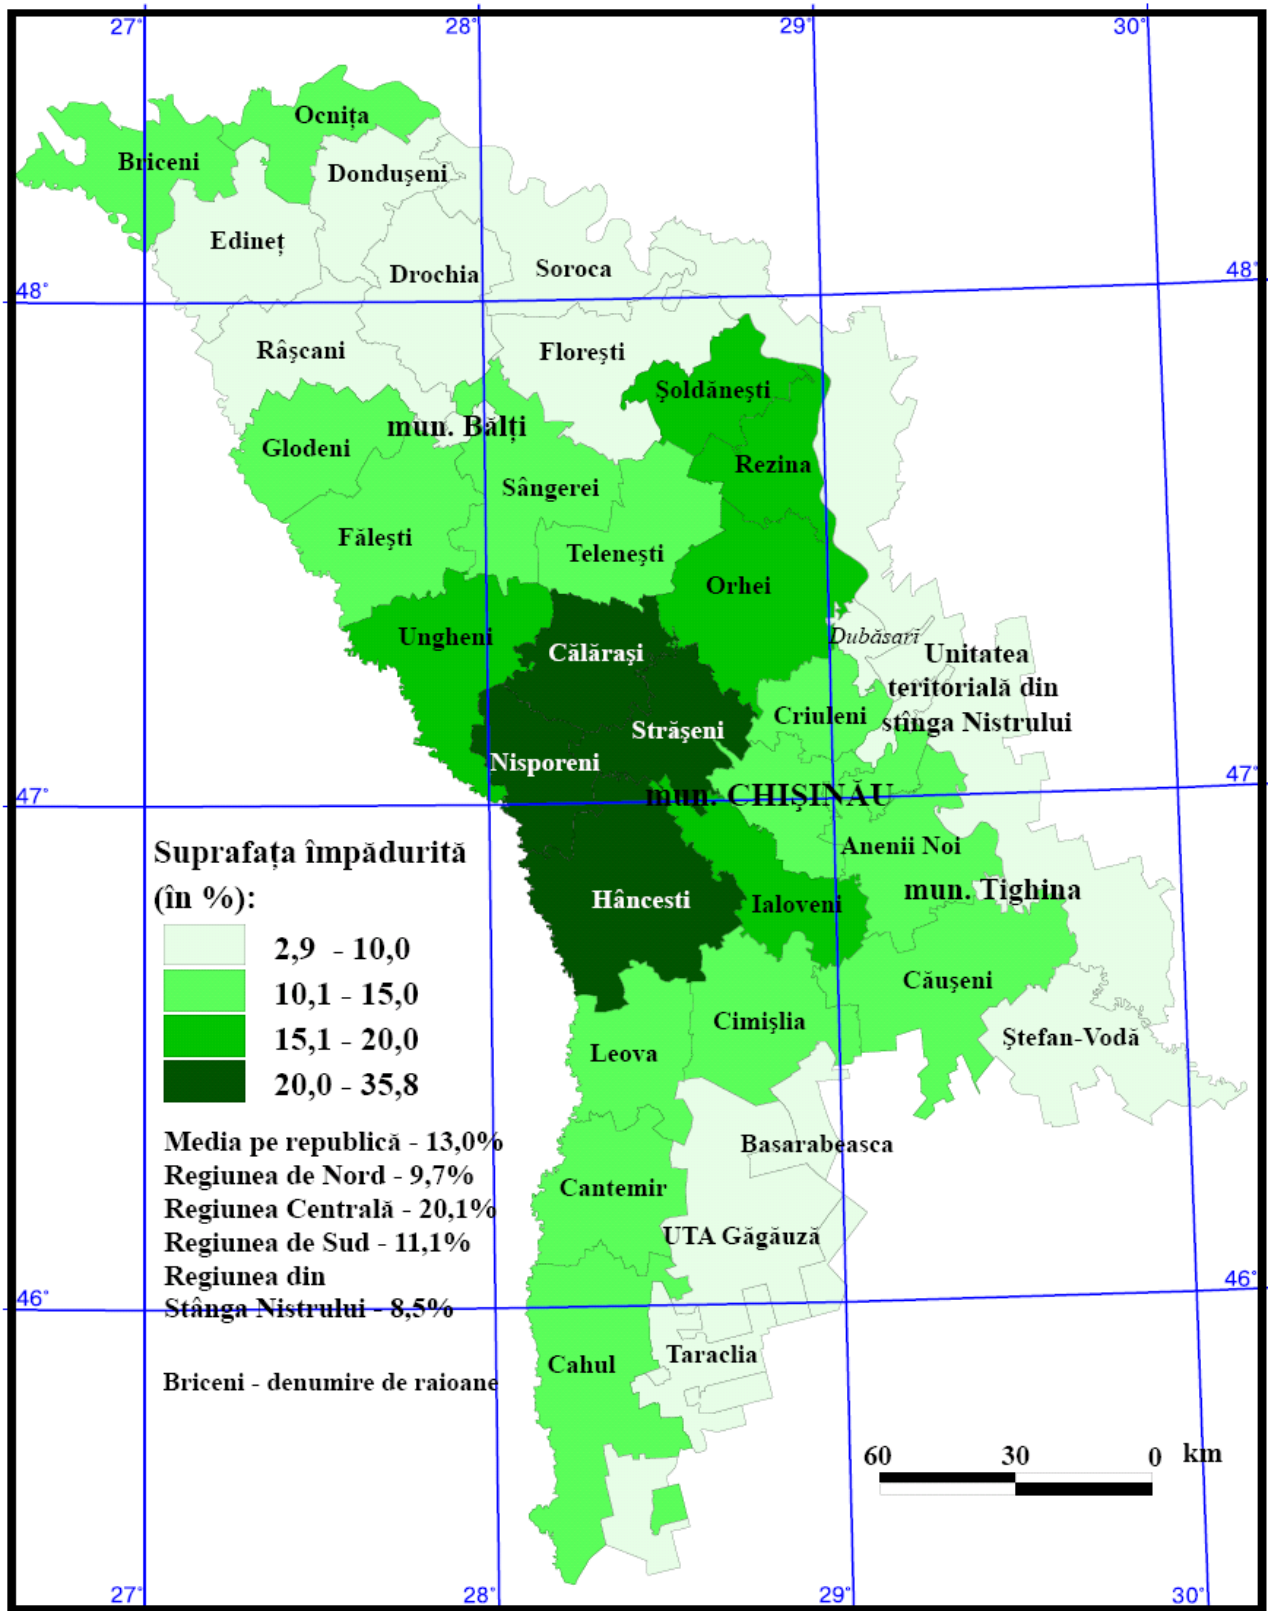 27°
28°
29°
30°
Ocnița
Briceni
Dondușeni
Edineț
Soroca
Drochia
48°
48°
Râșcani
Florești
Șoldănești
mun. Bălți
Glodeni
Rezina
Sângerei
Fălești
Telenești
Orhei
Ungheni
Dubăsari
Călărași
Unitatea
teritorială din
stînga Nistrului
Criuleni
Strășeni
Nisporeni
47°
47°
mun. CHIȘINĂU
Anenii Noi
mun. Tighina
Hâncesti
Ialoveni
Căușeni
Cimișlia
Ștefan-Vodă
Leova
Basarabeasca
Cantemir
UTA Găgăuză
46°
46°
Taraclia
Cahul
Suprafața împădurită
(în %):
2,9 - 10,0
10,1 - 15,0
15,1 - 20,0
20,0 - 35,8
Media pe republică - 13,0%
Regiunea de Nord - 9,7%
Regiunea Centrală - 20,1%
Regiunea de Sud - 11,1%
Regiunea din
Stânga Nistrului - 8,5%
Briceni - denumire de raioane
60 30 0 km
27°
28°
29°
30°